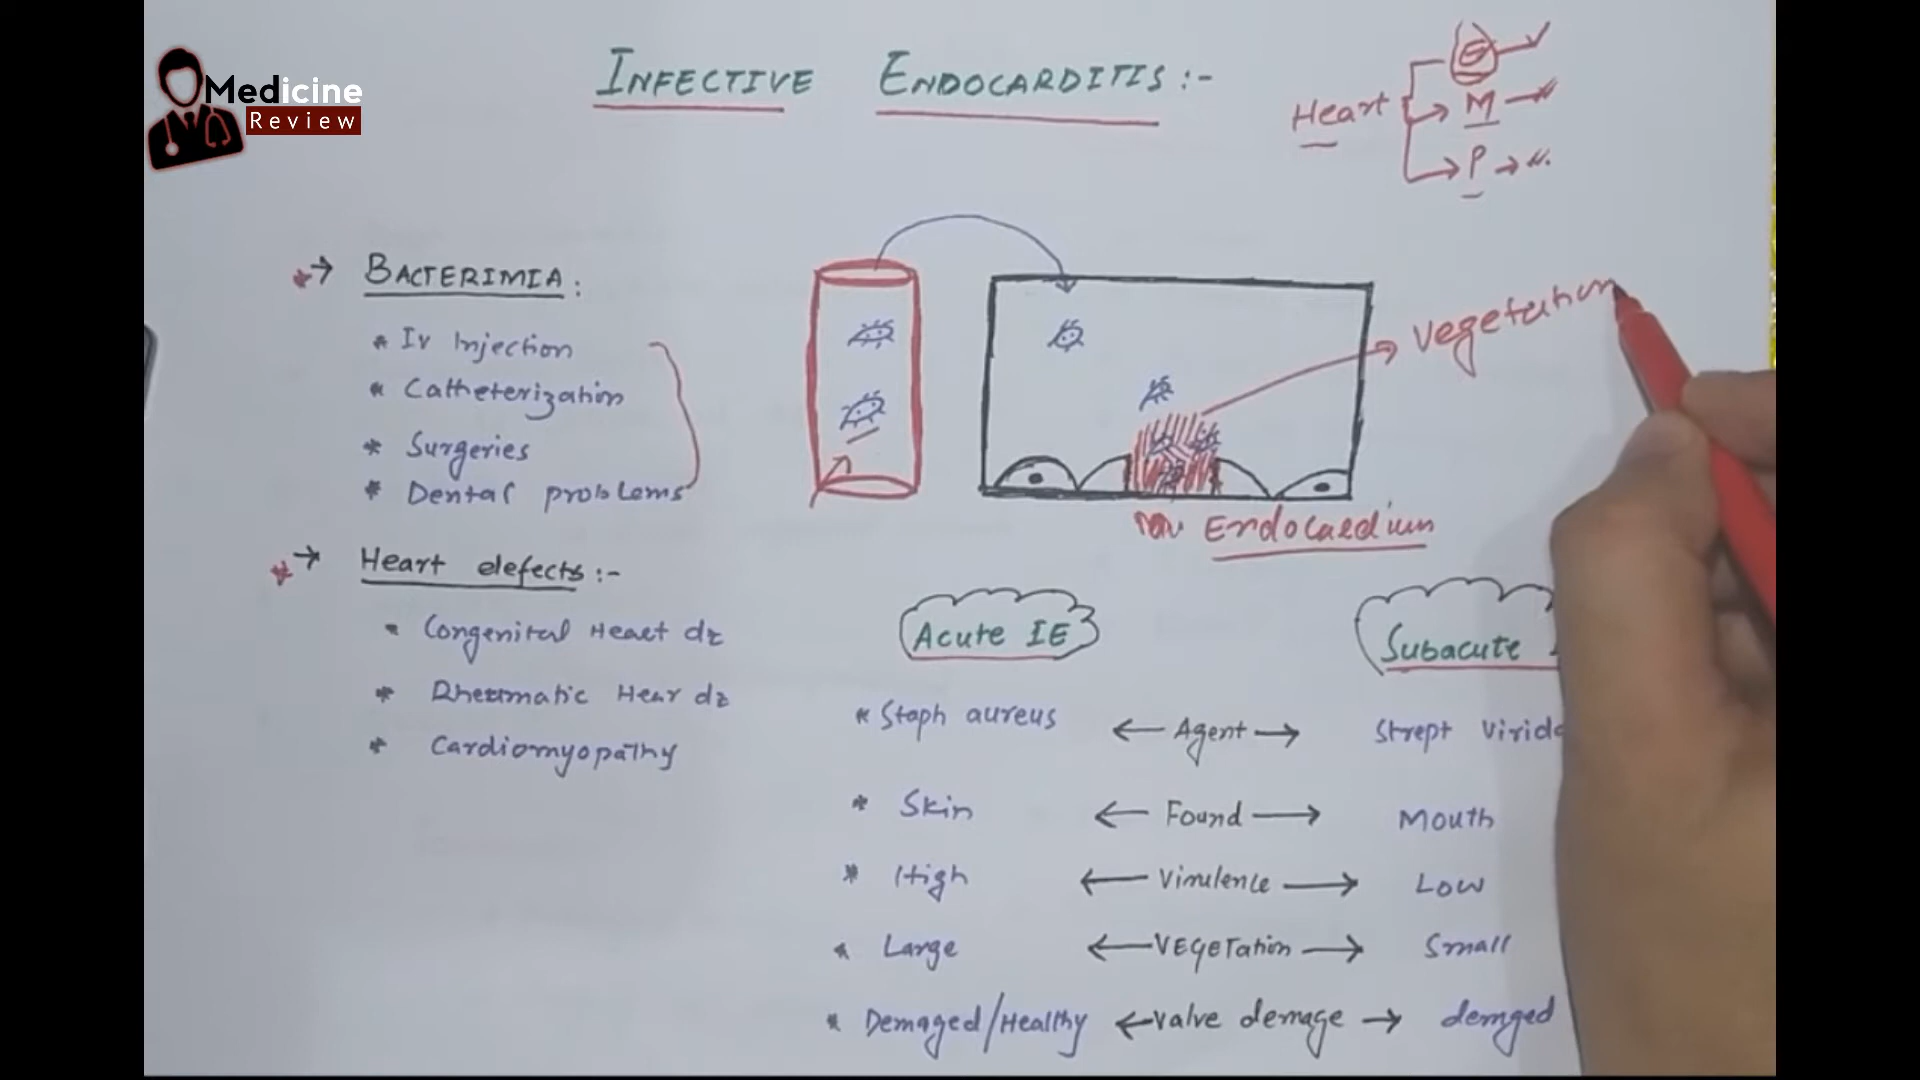 Medicine
Review
INFECTIVE ENDOCARDITIS:-
Heart
E
M
P
BACTERIMIA:
* Iv Injection
* Catheterization
* Surgeries
* Dental problems
Vegetation
Endocardium
Heart defects:-
Congenital Heart dz
* Rheumatic Hear dz
* Cardiomyopathy
Acute IE
Subacute
* Staph aureus ← Agent → Strept Virid
* Skin ← Found → Mouth
* High ← Virulence → Low
* Large ← VEGETation → Small
* Demaged/Healthy ← Valve demage → demged